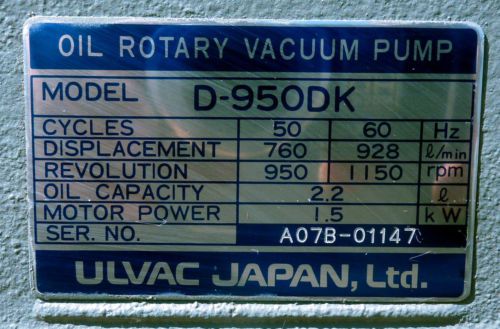 OIL ROTARY VACUUM PUMP
MODEL D-950DK
CYCLES 50 60 Hz
DISPLACEMENT 760 928 ℓ/min
REVOLUTION 950 1150 rpm
OIL CAPACITY 2.2 ℓ
MOTOR POWER 1.5 kW
SER. NO. A07B-01147
ULVAC JAPAN, Ltd.